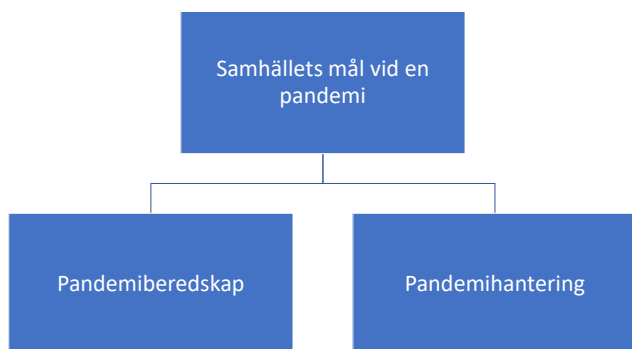 Samhällets mål vid en
pandemi
Pandemiberedskap
Pandemihantering